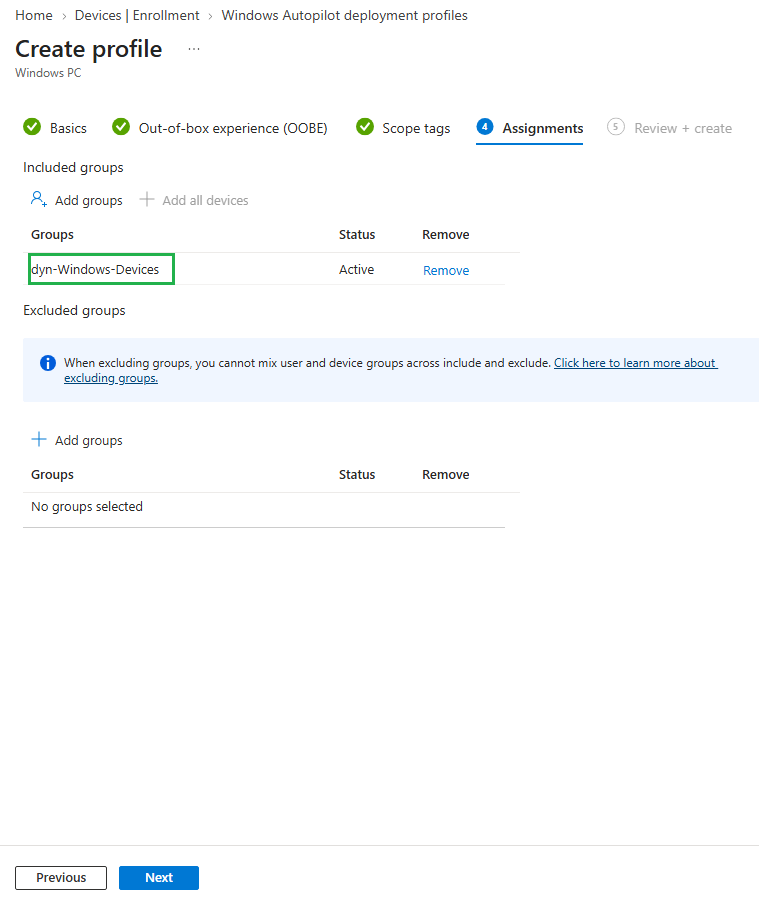 Home > Devices | Enrollment > Windows Autopilot deployment profiles
Create profile ...
Windows PC
Basics Out-of-box experience (OOBE) Scope tags 4 Assignments 5 Review + create
Included groups
Add groups Add all devices
Groups Status Remove
dyn-Windows-Devices Active Remove
Excluded groups
When excluding groups, you cannot mix user and device groups across include and exclude. Click here to learn more about
excluding groups.
Add groups
Groups Status Remove
No groups selected
Previous Next